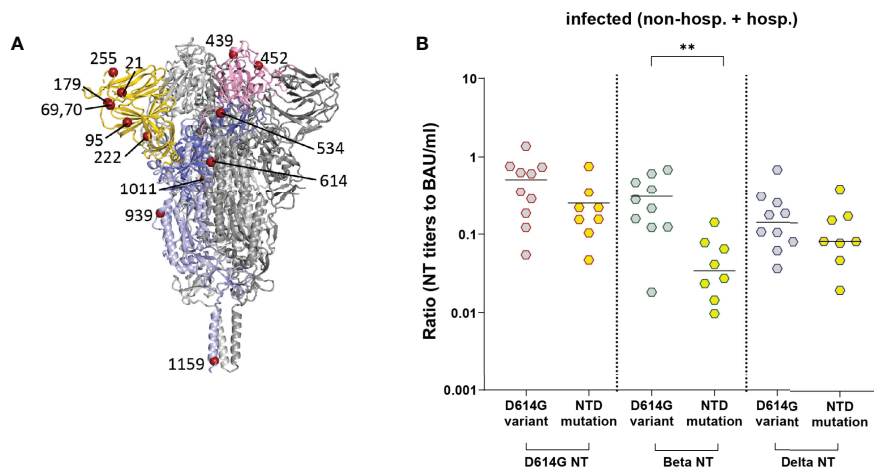 infected (non-hosp. + hosp.)
A
B
439
452
255
21
179
69,70
95
222
534
614
1011
939
1159
**
Ratio (NT titers to BAU/ml)
10
1
0.1
0.01
0.001
D614G variant
NTD mutation
D614G variant
NTD mutation
D614G variant
NTD mutation
D614G NT
Beta NT
Delta NT